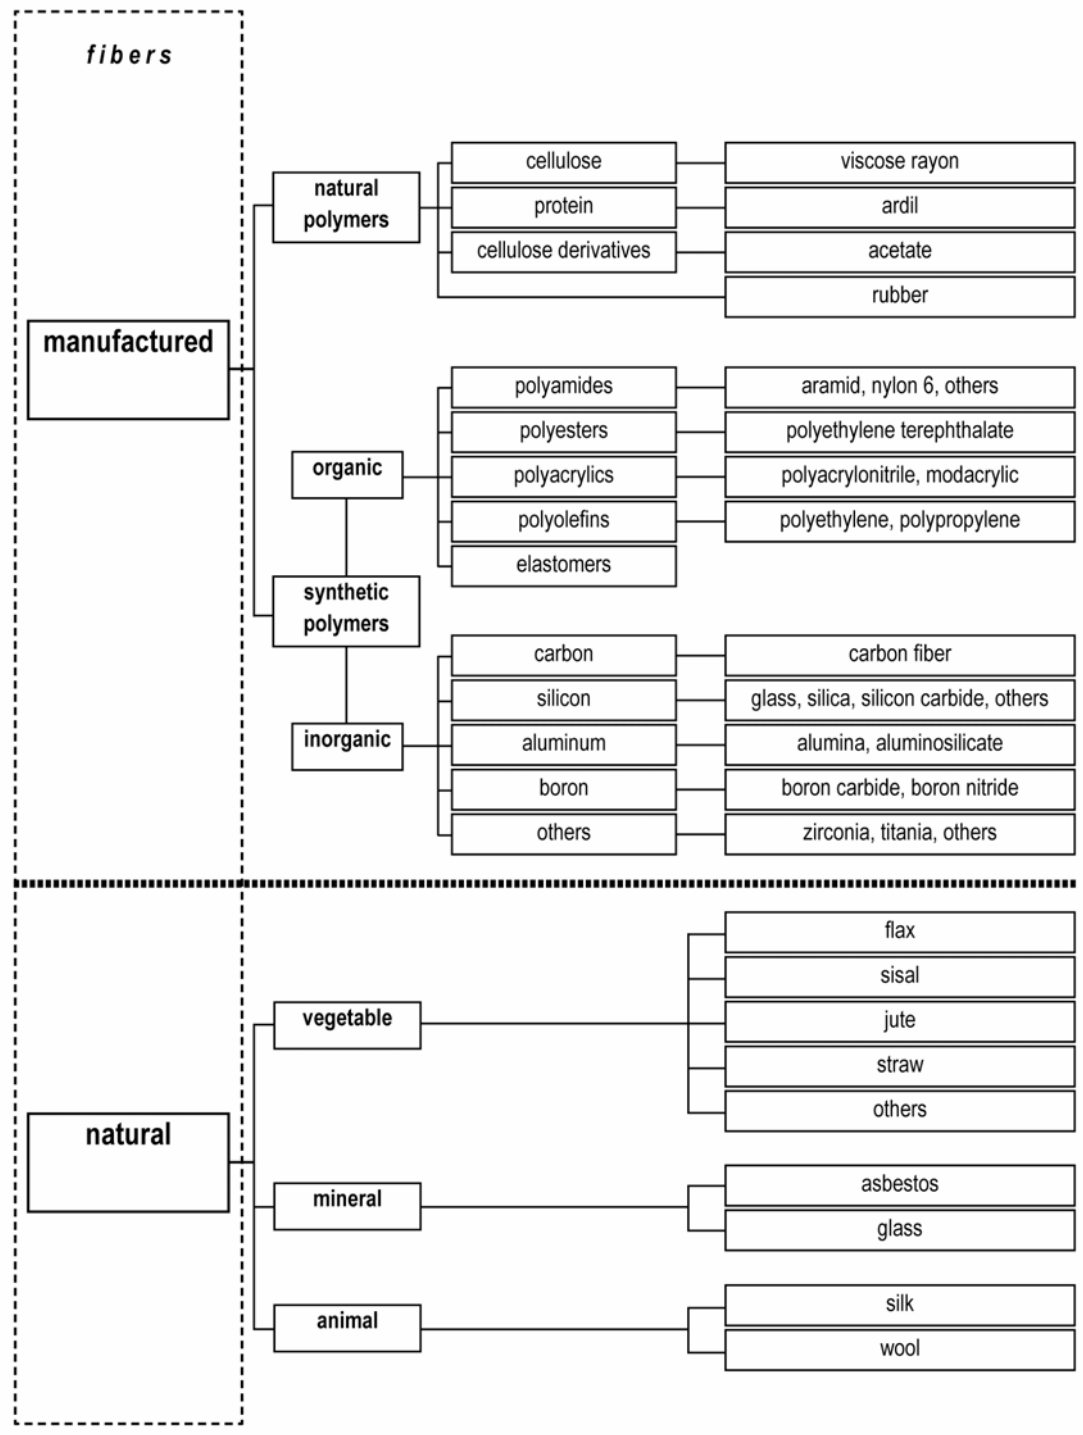 fibers
natural
polymers
cellulose
viscose rayon
protein
ardil
cellulose derivatives
acetate
rubber
manufactured
polyamides
aramid, nylon 6, others
polyesters
polyethylene terephthalate
organic
polyacrylics
polyacrylonitrile, modacrylic
polyolefins
polyethylene, polypropylene
elastomers
synthetic
polymers
carbon
carbon fiber
silicon
glass, silica, silicon carbide, others
inorganic
aluminum
alumina, aluminosilicate
boron
boron carbide, boron nitride
others
zirconia, titania, others
natural
vegetable
flax
sisal
jute
straw
others
mineral
asbestos
glass
animal
silk
wool